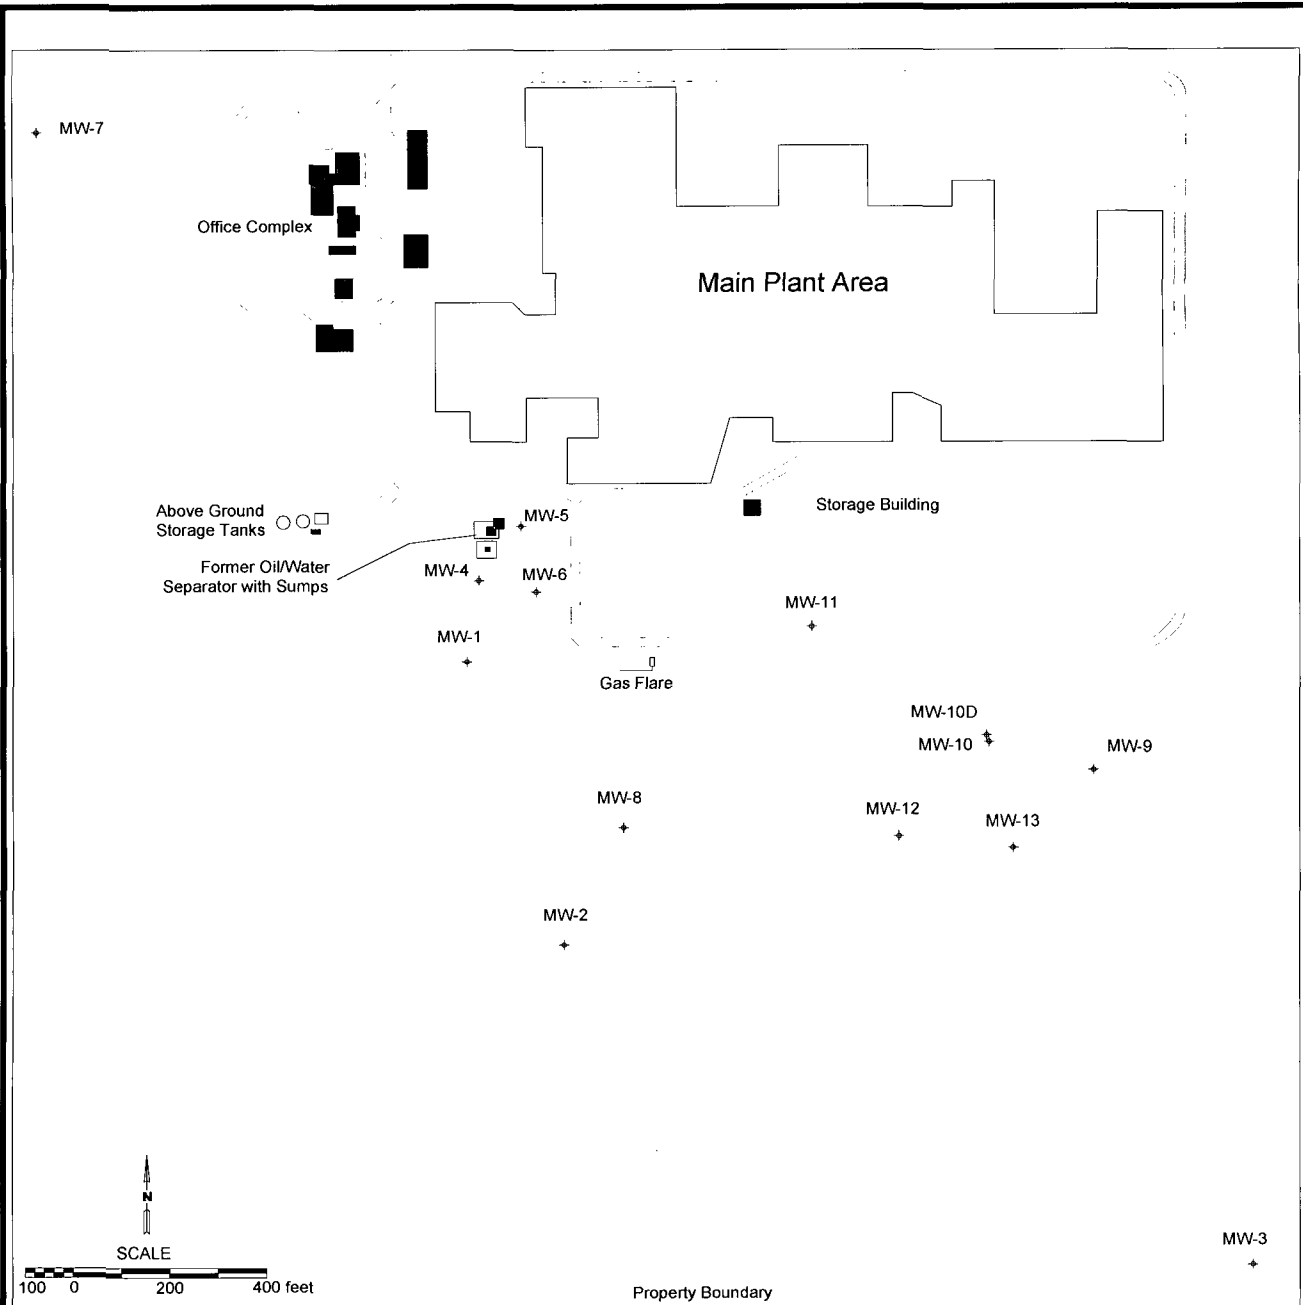 MW-7
Office Complex
Main Plant Area
Above Ground
Storage Tanks
MW-5
Storage Building
Former Oil/Water
Separator with Sumps
MW-4
MW-6
MW-11
MW-1
Gas Flare
MW-10D
MW-10
MW-9
MW-8
MW-12
MW-13
MW-2
N
SCALE
100 0 200 400 feet
MW-3
Property Boundary